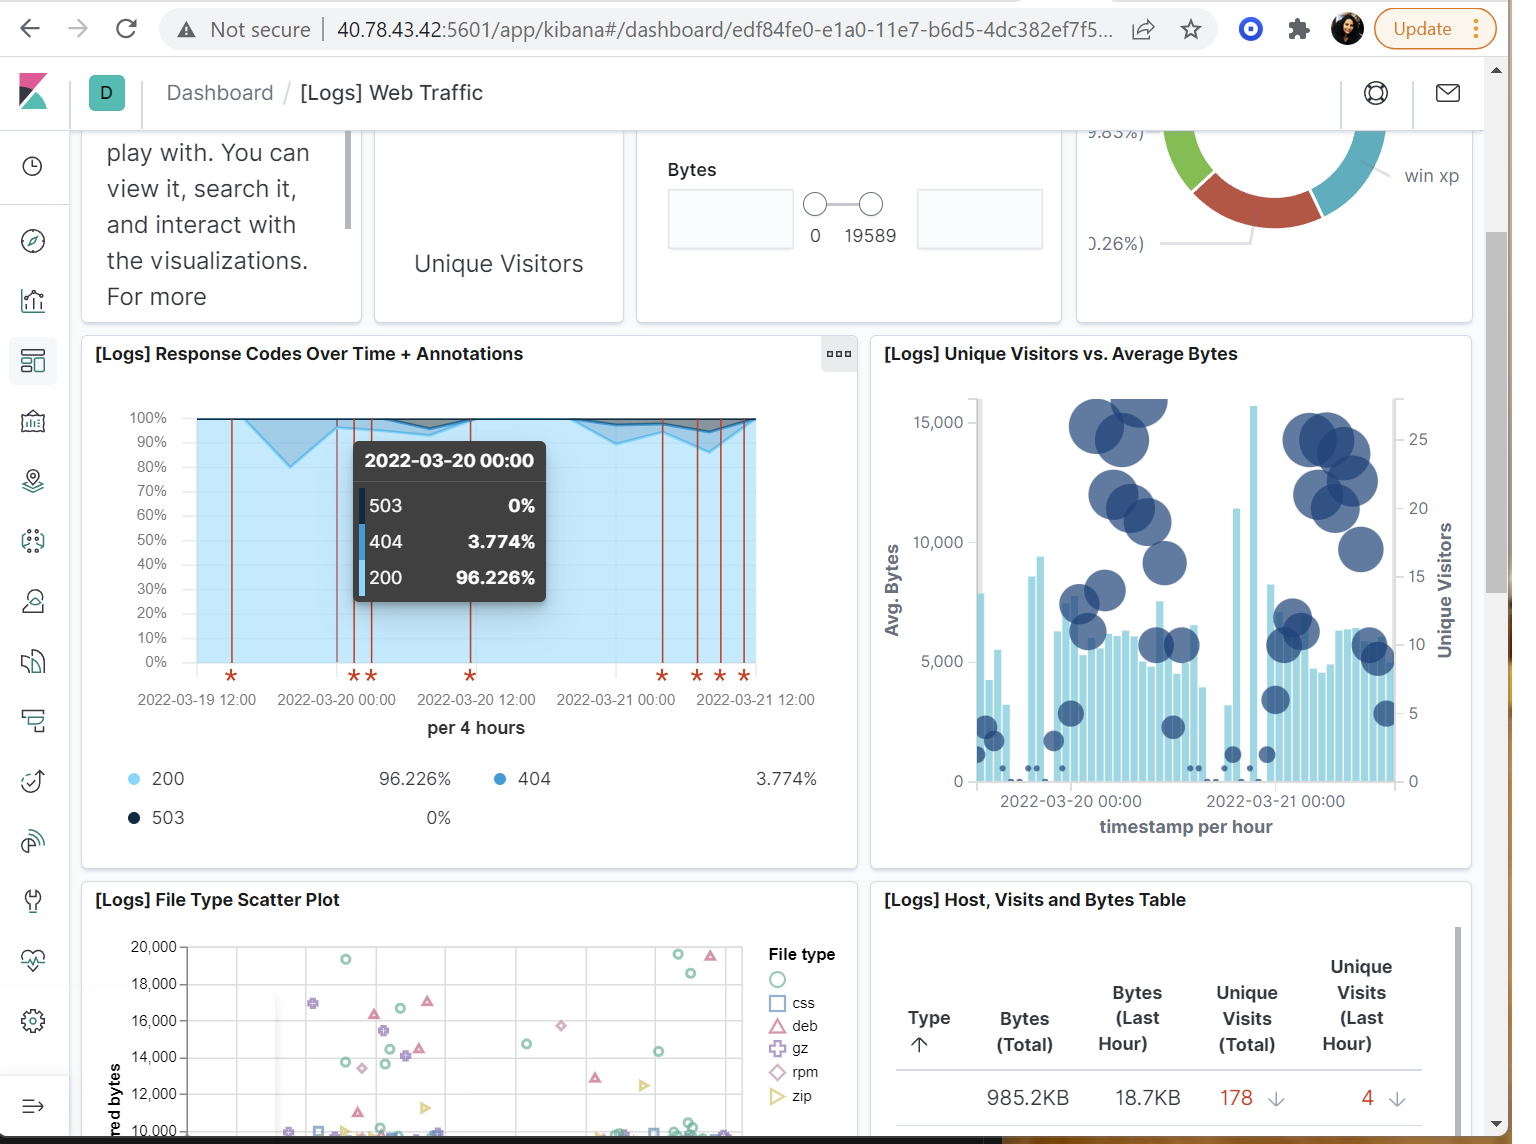 Not secure
40.78.43.42:5601/app/kibana#/dashboard/edf84fe0-e1a0-11e7-b6d5-4dc382ef7f5...
Update
D
Dashboard / [Logs] Web Traffic
play with. You can
view it, search it,
and interact with
the visualizations.
For more
Unique Visitors
Bytes
0 19589
9.83%)
win xp
0.26%)
[Logs] Response Codes Over Time + Annotations
100%
90%
80%
70%
60%
50%
40%
30%
20%
10%
0%
2022-03-20 00:00
503 0%
404 3.774%
200 96.226%
* * * * * * * *
2022-03-19 12:00 2022-03-20 00:00 2022-03-20 12:00 2022-03-21 00:00 2022-03-21 12:00
per 4 hours
200 96.226% 404 3.774%
503 0%
[Logs] Unique Visitors vs. Average Bytes
15,000
10,000
5,000
0
Avg. Bytes
25
20
15
10
5
0
Unique Visitors
2022-03-20 00:00 2022-03-21 00:00
timestamp per hour
[Logs] File Type Scatter Plot
20,000
18,000
16,000
14,000
12,000
10,000
red bytes
File type
css
deb
gz
rpm
zip
[Logs] Host, Visits and Bytes Table
Type
Bytes
(Total)
Bytes
(Last
Hour)
Unique
Visits
(Total)
Unique
Visits
(Last
Hour)
985.2KB 18.7KB 178 4